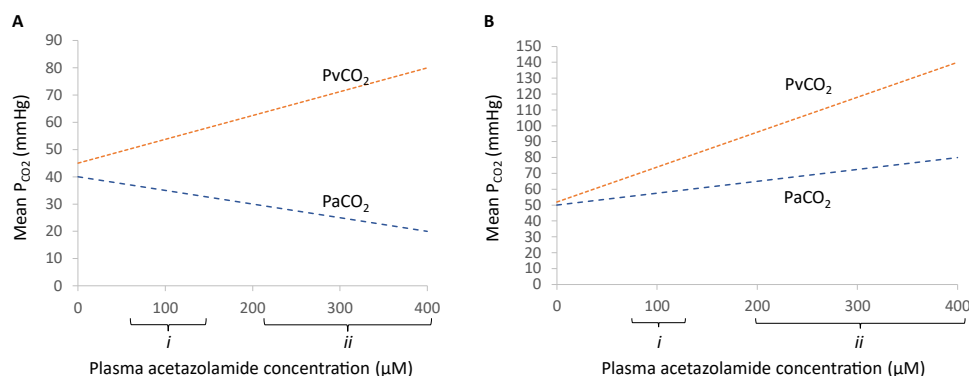 A
90
80
70
60
50
40
30
20
10
0
Mean P_CO2 (mmHg)
PvCO₂
PaCO₂
0 100 200 300 400
i ii
Plasma acetazolamide concentration (µM)
B
150
140
130
120
110
100
90
80
70
60
50
40
30
20
10
0
Mean P_CO2 (mmHg)
PvCO₂
PaCO₂
0 100 200 300 400
i ii
Plasma acetazolamide concentration (µM)